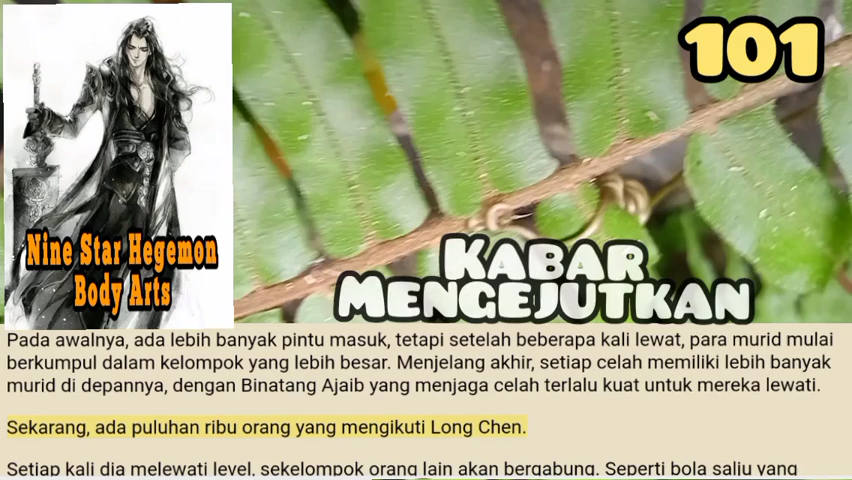 101
Nine Star Hegemon
Body Arts
KABAR
MENGEJUTKAN
Pada awalnya, ada lebih banyak pintu masuk, tetapi setelah beberapa kali lewat, para murid mulai
berkumpul dalam kelompok yang lebih besar. Menjelang akhir, setiap celah memiliki lebih banyak
murid di depannya, dengan Binatang Ajaib yang menjaga celah terlalu kuat untuk mereka lewati.
Sekarang, ada puluhan ribu orang yang mengikuti Long Chen.
Setiap kali dia melewati level, sekelompok orang lain akan bergabung. Seperti bola salju yang